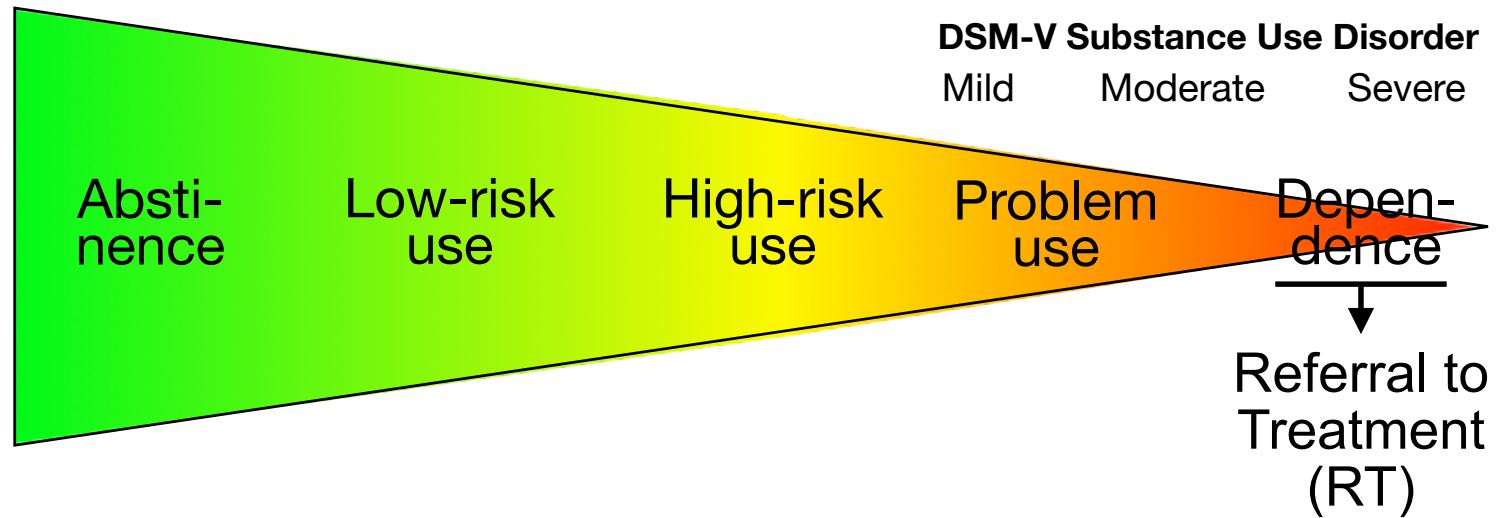 DSM-V Substance Use Disorder
Mild Moderate Severe
Absti-
nence
Low-risk
use
High-risk
use
Problem
use
Depen-
dence
Referral to
Treatment
(RT)